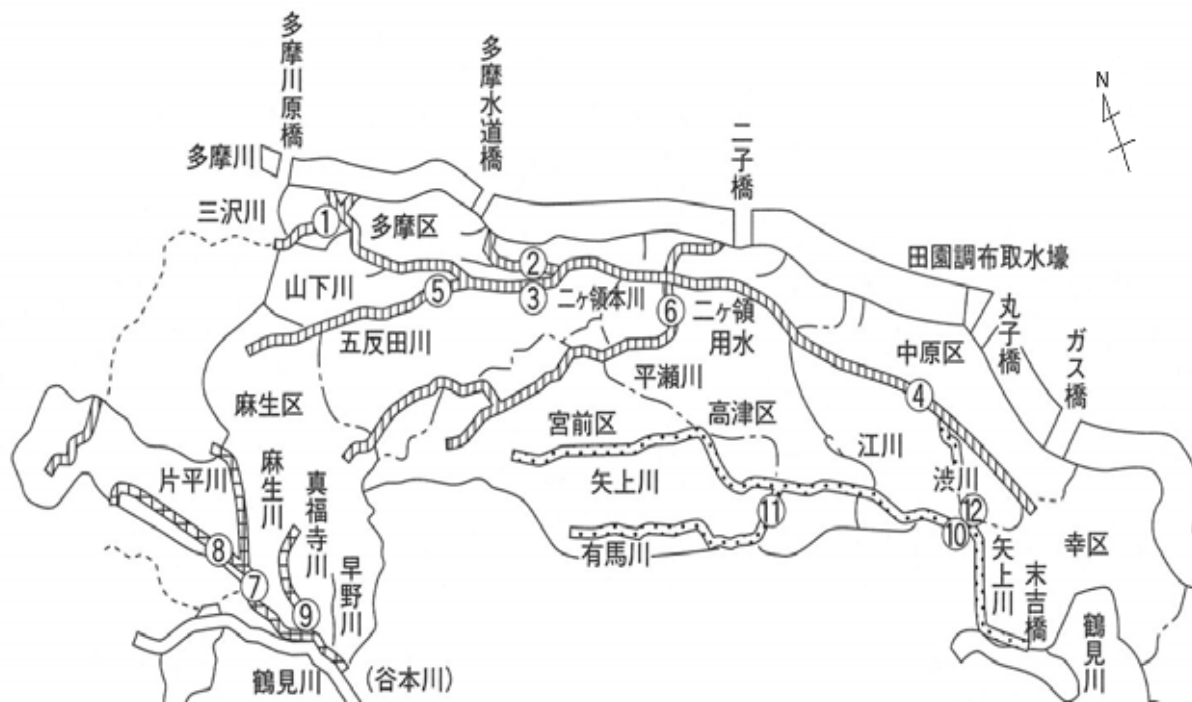 多摩川原橋
多摩水道橋
二子橋
N
多摩川
三沢川
①
多摩区
田園調布取水壕
山下川
⑤
②
③
二ヶ領本川
⑥
二ヶ領
用水
丸子橋
ガス橋
五反田川
中原区
平瀬川
④
麻生区
宮前区
高津区
江川
片平川
麻生川
真福寺川
矢上川
⑪
渋川
⑫
⑩
⑧
有馬川
矢上川
末吉橋
幸区
⑦
⑨
早野川
鶴見川
鶴見川
(谷本川)